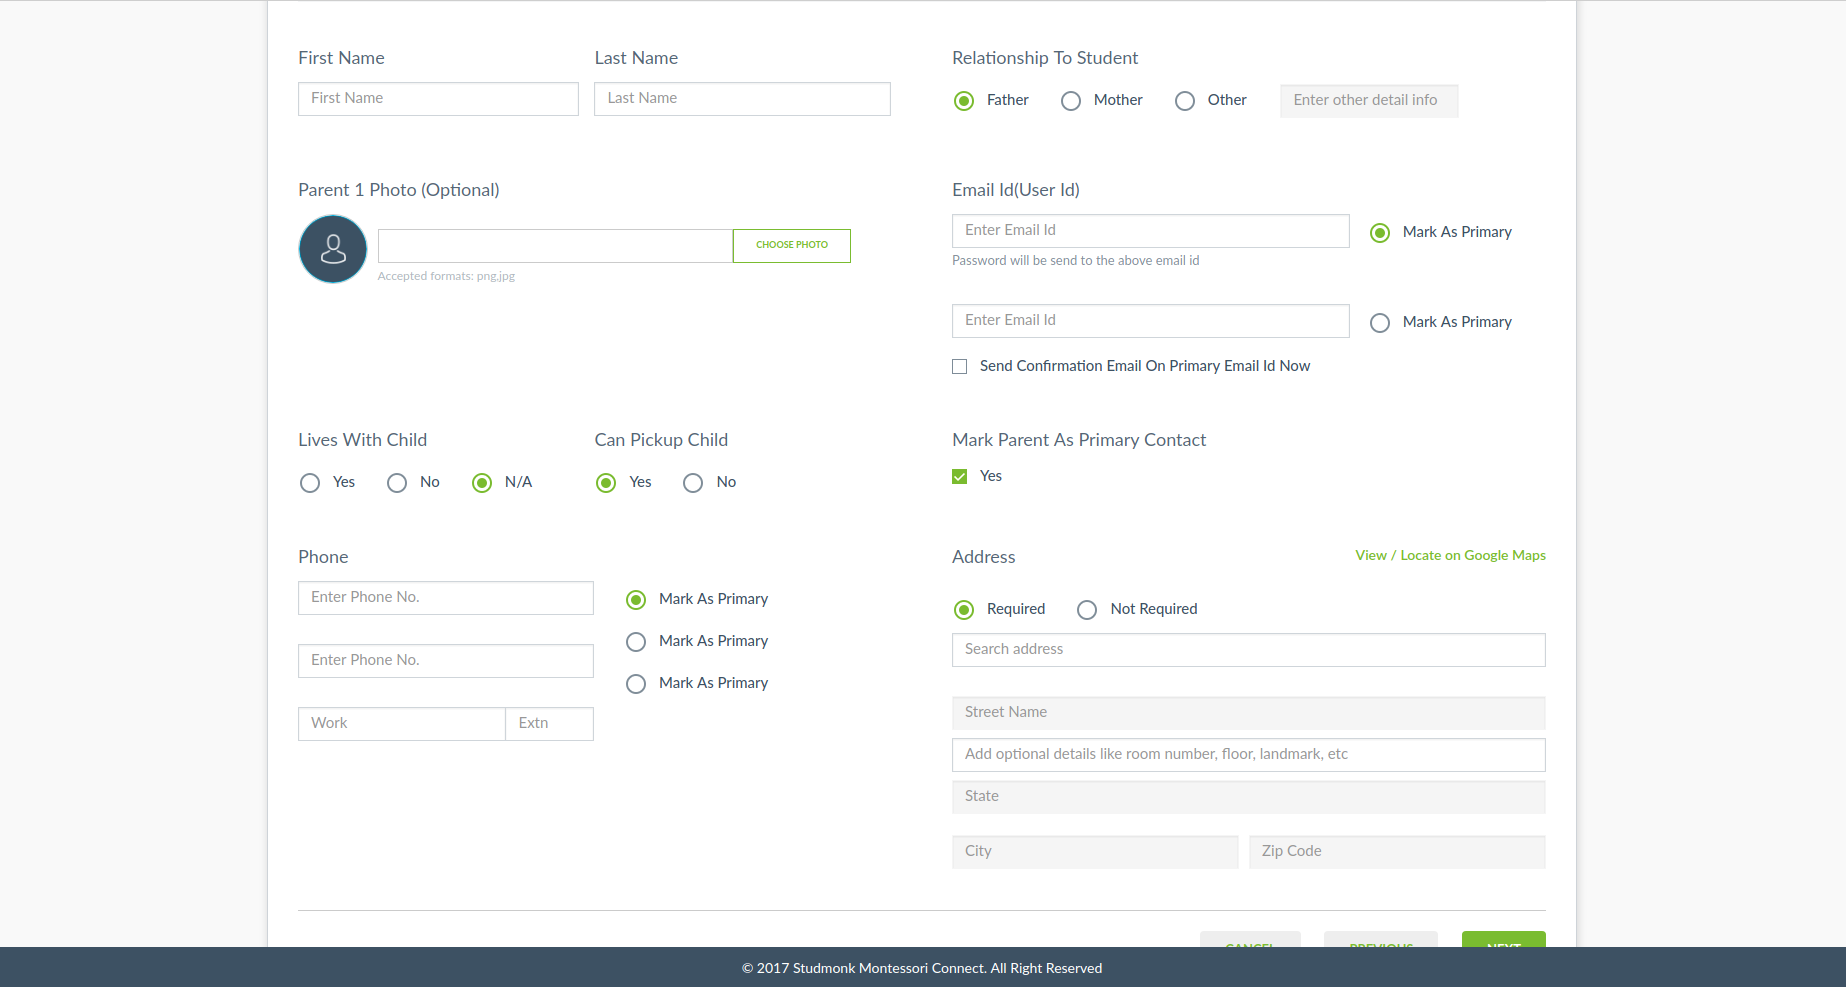 First Name
Last Name
Relationship To Student
First Name
Last Name
Father
Mother
Other
Enter other detail info
Parent 1 Photo (Optional)
CHOOSE PHOTO
Accepted formats: png,jpg
Email Id(User Id)
Enter Email Id
Mark As Primary
Password will be send to the above email id
Enter Email Id
Mark As Primary
Send Confirmation Email On Primary Email Id Now
Lives With Child
Yes
No
N/A
Can Pickup Child
Yes
No
Mark Parent As Primary Contact
Yes
Phone
Enter Phone No.
Mark As Primary
Mark As Primary
Enter Phone No.
Mark As Primary
Work
Extn
Address
View / Locate on Google Maps
Required
Not Required
Search address
Street Name
Add optional details like room number, floor, landmark, etc
State
City
Zip Code
CANCEL
PREVIOUS
NEXT
© 2017 Studmonk Montessori Connect. All Right Reserved